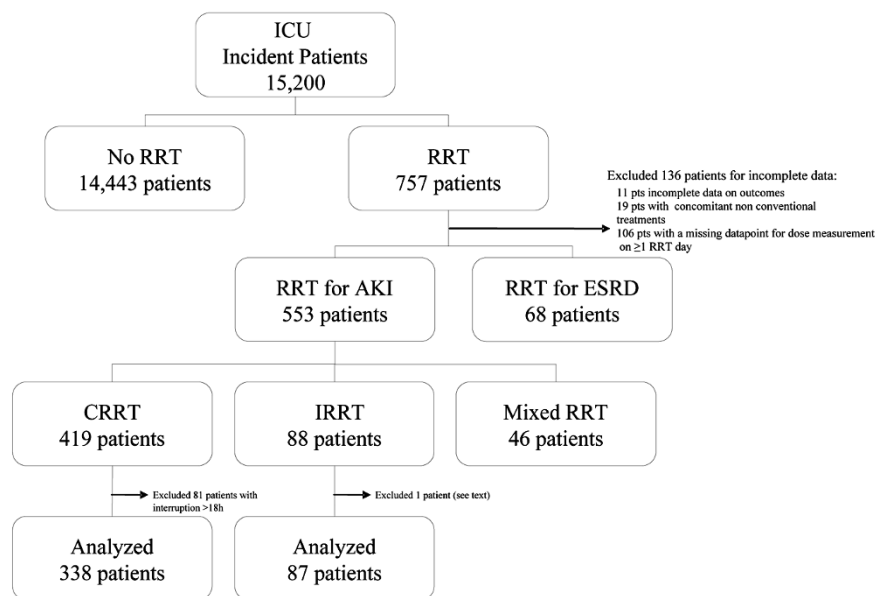 ICU
Incident Patients
15,200
No RRT
14,443 patients
RRT
757 patients
Excluded 136 patients for incomplete data:
11 pts incomplete data on outcomes
19 pts with concomitant non conventional
treatments
106 pts with a missing datapoint for dose measurement
on ≥1 RRT day
RRT for AKI
553 patients
RRT for ESRD
68 patients
CRRT
419 patients
IRRT
88 patients
Mixed RRT
46 patients
Excluded 81 patients with
interruption >18h
Excluded 1 patient (see text)
Analyzed
338 patients
Analyzed
87 patients